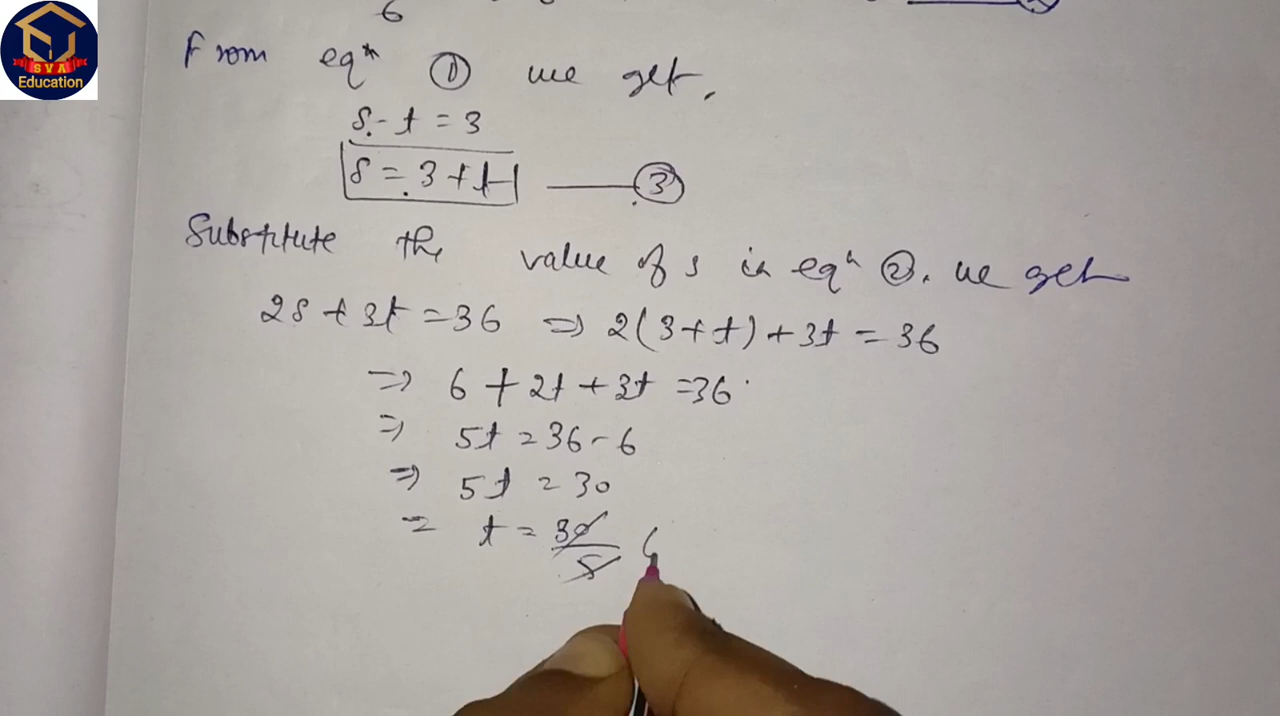 6
SVA
Education
From eqⁿ ① we get,
s - t = 3
s = 3 + t ③
Substitute the value of s in eqⁿ ②. we get
2s + 3t = 36 ⇒ 2(3 + t) + 3t = 36
⇒ 6 + 2t + 3t = 36
⇒ 5t = 36 - 6
⇒ 5t = 30
= t = 30/5 6